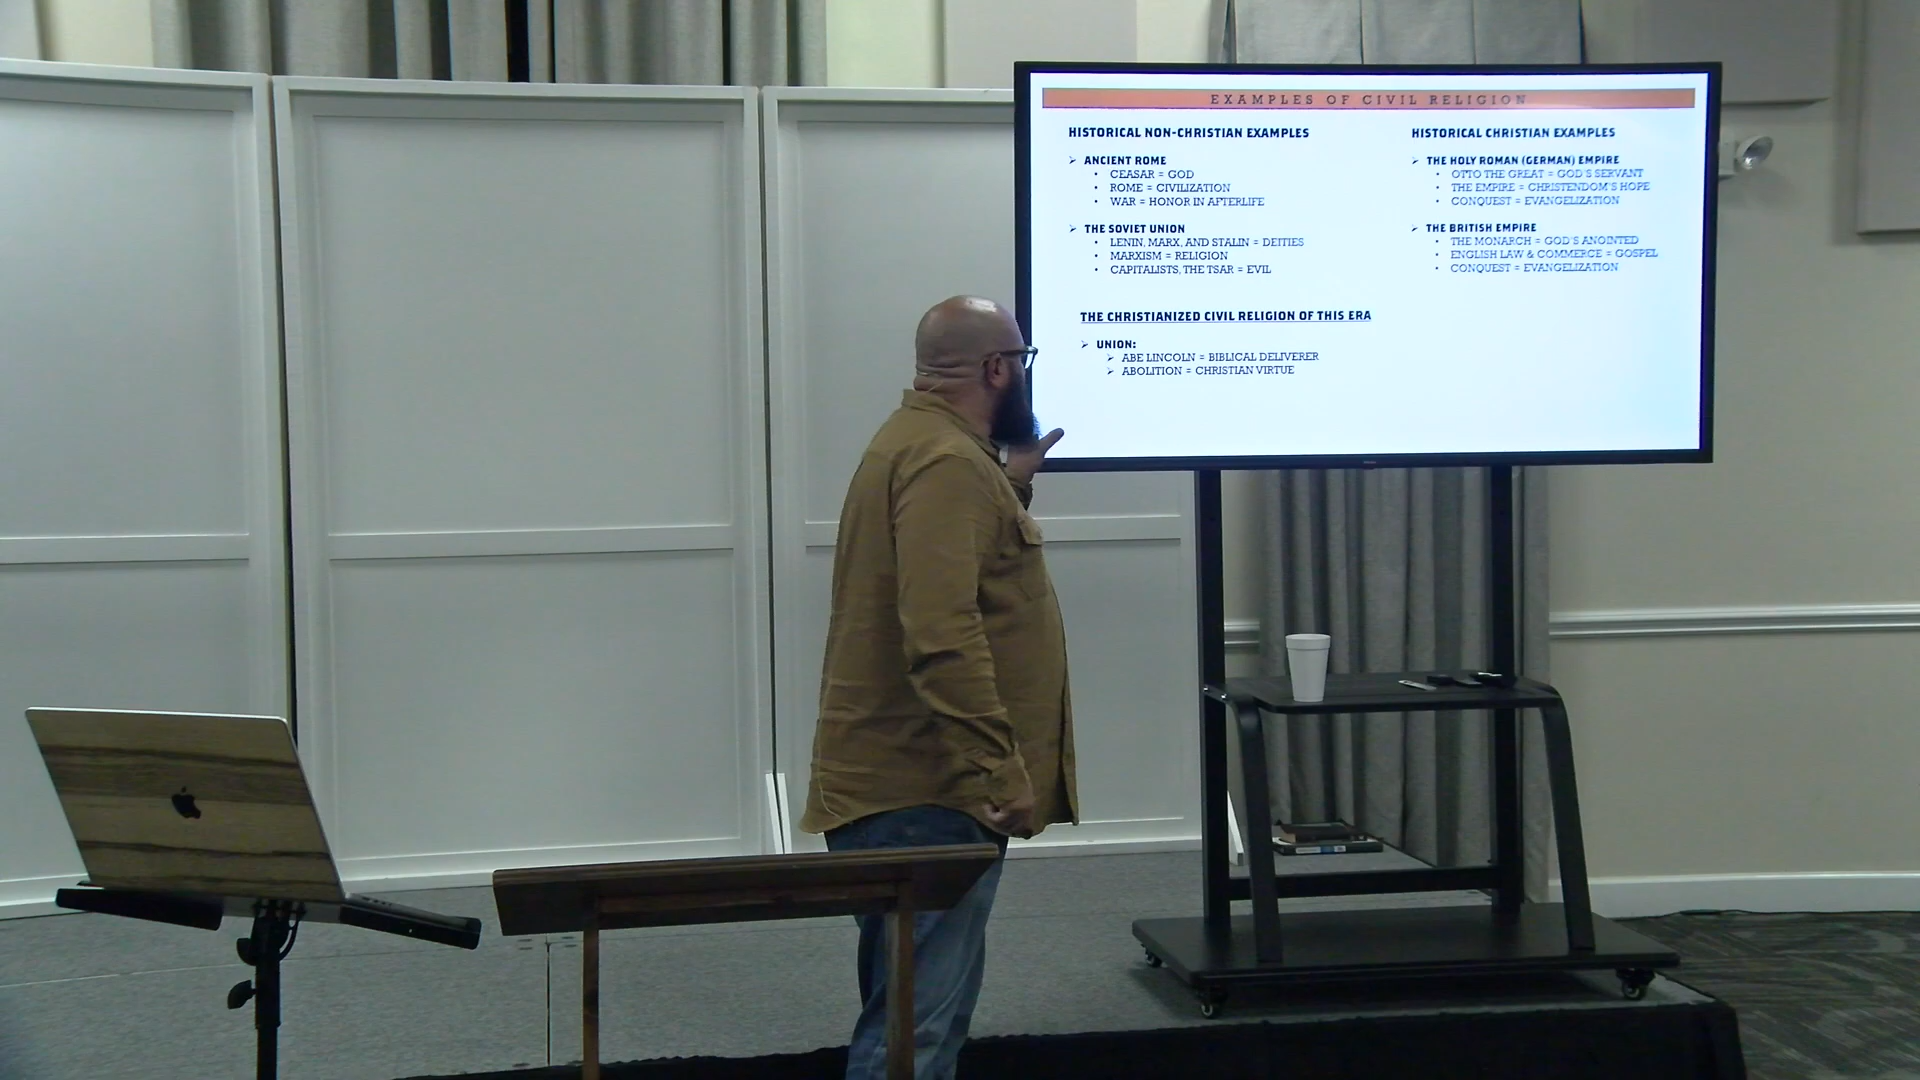 EXAMPLES OF CIVIL RELIGION
HISTORICAL NON-CHRISTIAN EXAMPLES
ANCIENT ROME
CEASAR = GOD
ROME = CIVILIZATION
WAR = HONOR IN AFTERLIFE
THE SOVIET UNION
LENIN, MARX, AND STALIN = DEITIES
MARXISM = RELIGION
CAPITALISTS, THE TSAR = EVIL
HISTORICAL CHRISTIAN EXAMPLES
THE HOLY ROMAN (GERMAN) EMPIRE
OTTO THE GREAT = GOD'S SERVANT
THE EMPIRE = CHRISTENDOM'S HOPE
CONQUEST = EVANGELIZATION
THE BRITISH EMPIRE
THE MONARCH = GOD'S ANOINTED
ENGLISH LAW & COMMERCE = GOSPEL
CONQUEST = EVANGELIZATION
THE CHRISTIANIZED CIVIL RELIGION OF THIS ERA
UNION:
ABE LINCOLN = BIBLICAL DELIVERER
ABOLITION = CHRISTIAN VIRTUE